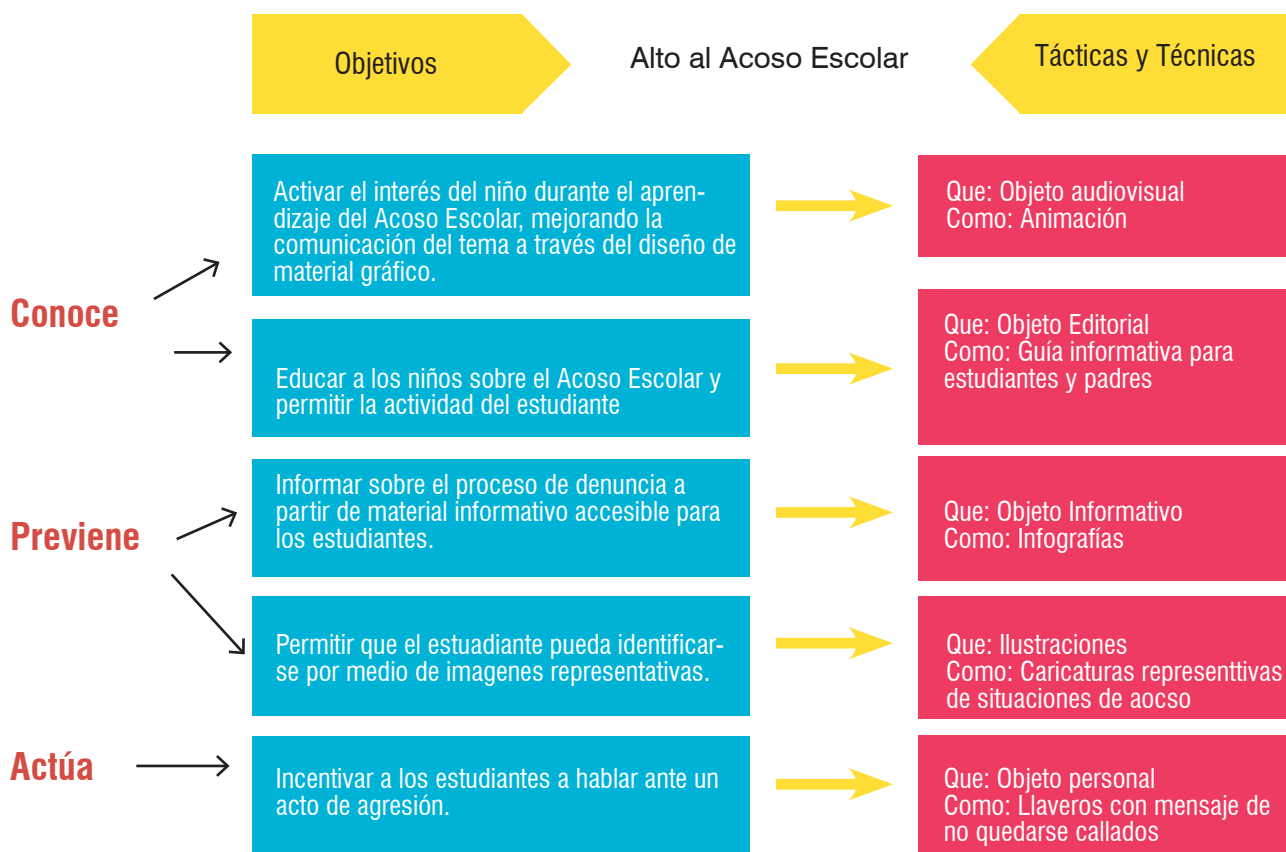 Objetivos
Alto al Acoso Escolar
Tácticas y Técnicas
Conoce
Activar el interés del niño durante el apren-
dizaje del Acoso Escolar, mejorando la
comunicación del tema a través del diseño de
material gráfico.
Que: Objeto audiovisual
Como: Animación
Educar a los niños sobre el Acoso Escolar y
permitir la actividad del estudiante
Que: Objeto Editorial
Como: Guía informativa para
estudiantes y padres
Previene
Informar sobre el proceso de denuncia a
partir de material informativo accesible para
los estudiantes.
Que: Objeto Informativo
Como: Infografías
Permitir que el estuadiante pueda identificar-
se por medio de imagenes representativas.
Que: Ilustraciones
Como: Caricaturas representtivas
de situaciones de aocso
Actúa
Incentivar a los estudiantes a hablar ante un
acto de agresión.
Que: Objeto personal
Como: Llaveros con mensaje de
no quedarse callados